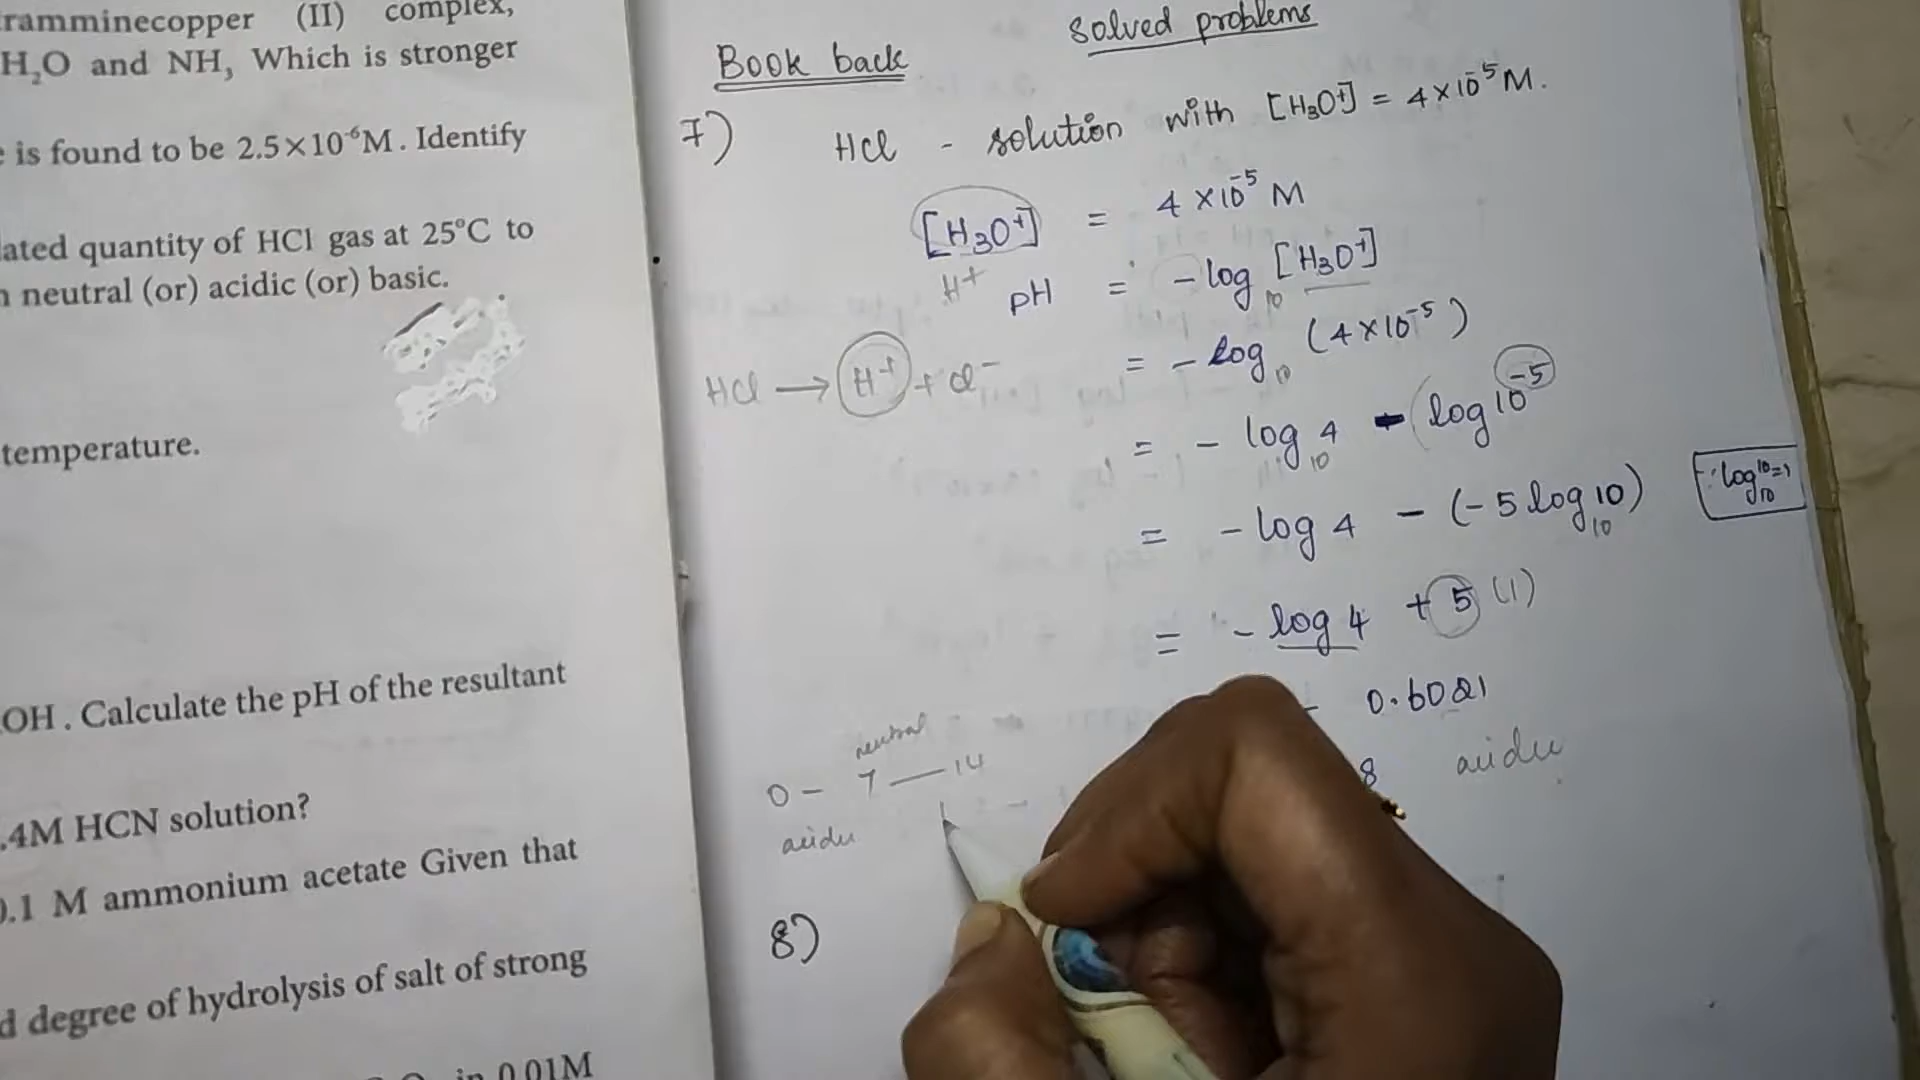 ramminecopper (II) complex,
H₂O and NH₃ Which is stronger
is found to be 2.5×10⁻⁶M. Identify
ated quantity of HCl gas at 25°C to
neutral (or) acidic (or) basic.
temperature.
OH. Calculate the pH of the resultant
.4M HCN solution?
0.1 M ammonium acetate Given that
d degree of hydrolysis of salt of strong
in 0.01M
Book back
solved problems
7) HCl - solution with [H₃O⁺] = 4×10⁻⁵M.
[H₃O⁺] = 4×10⁻⁵ M
H⁺
pH = -log₁₀ [H₃O⁺]
= -log₁₀ (4×10⁻⁵)
HCl → H⁺ + Cl⁻
= - log₁₀ 4 - (log 10⁻⁵
= - log 4 - (-5 log₁₀ 10)
∵ log₁₀ 10 = 1
= - log 4 + 5 (1)
0.6021
8 acidic
neutral
0 - 7 — 14
acidic
8)